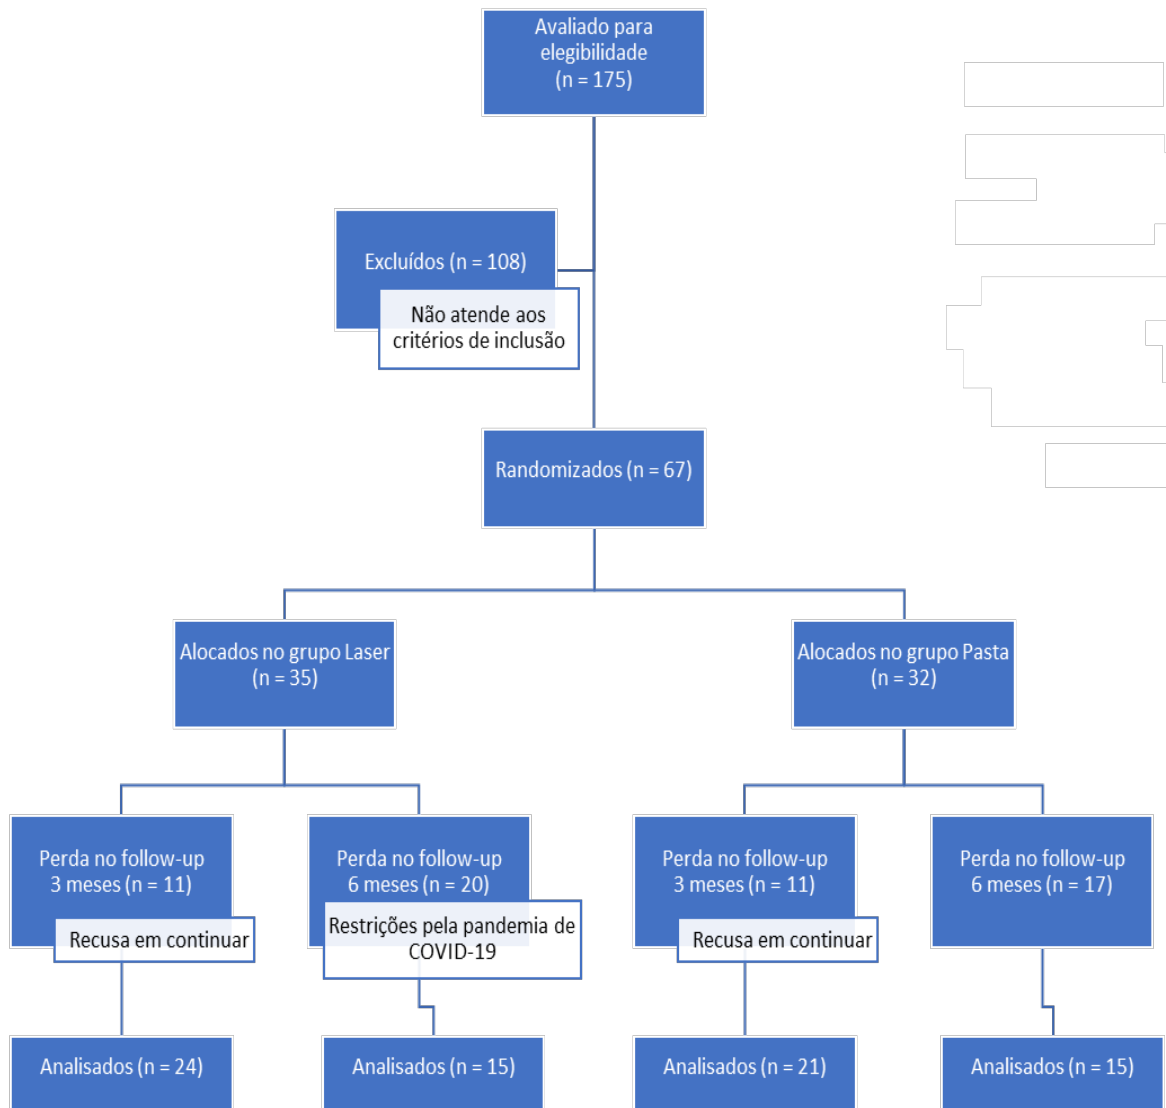 Avaliado para
elegibilidade
(n = 175)
Excluídos (n = 108)
Não atende aos
critérios de inclusão
Randomizados (n = 67)
Alocados no grupo Laser
(n = 35)
Alocados no grupo Pasta
(n = 32)
Perda no follow-up
3 meses (n = 11)
Recusa em continuar
Perda no follow-up
6 meses (n = 20)
Restrições pela pandemia de
COVID-19
Perda no follow-up
3 meses (n = 11)
Recusa em continuar
Perda no follow-up
6 meses (n = 17)
Analisados (n = 24)
Analisados (n = 15)
Analisados (n = 21)
Analisados (n = 15)